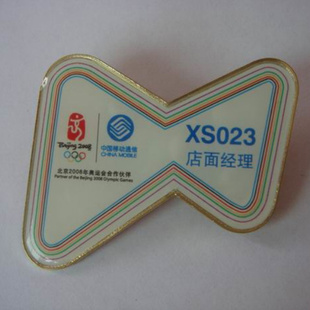 Beijing 2008
中国移动通信
CHINA MOBILE
北京2008年奥运会合作伙伴
Partner of the Beijing 2008 Olympic Games
XS023
店面经理